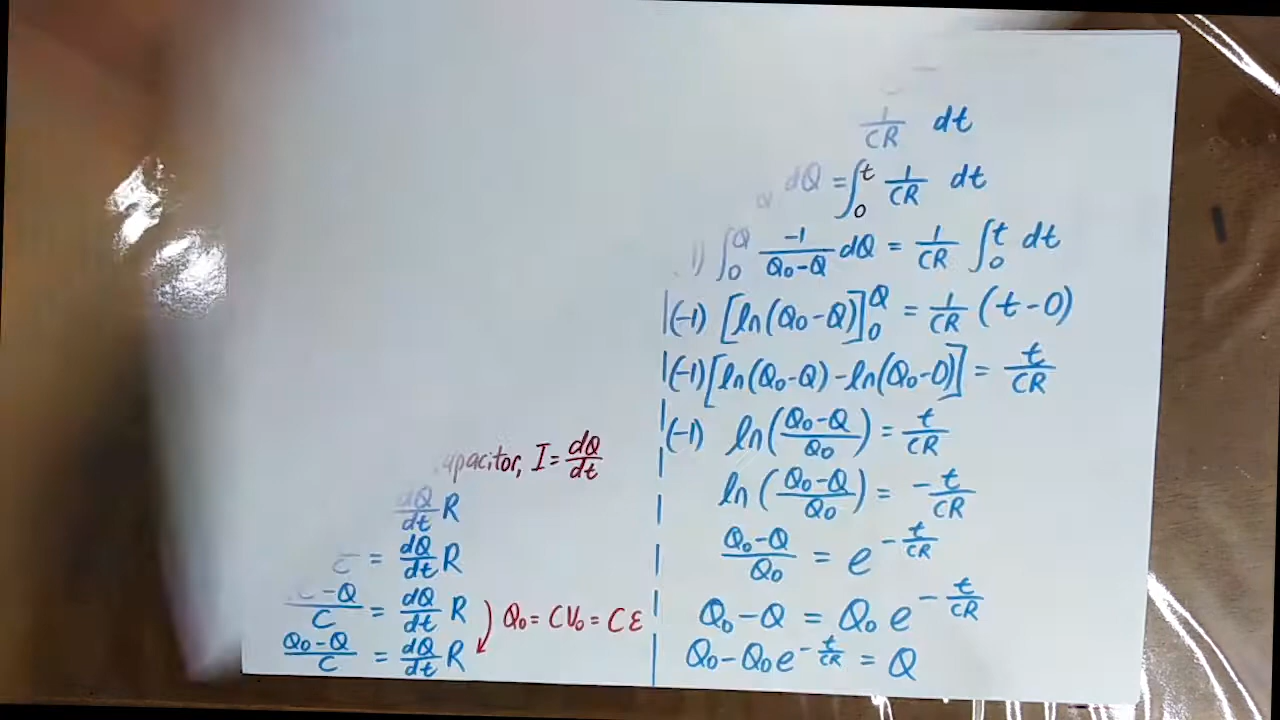 apacitor, I = dQ/dt
dQ/dt R
= dQ/dt R
-Q/C = dQ/dt R
Q₀-Q/C = dQ/dt R
Q₀ = CV₀ = Cε
1/CR dt
dQ = ∫₀ᵗ 1/CR dt
∫₀^Q -1/(Q₀-Q) dQ = 1/CR ∫₀ᵗ dt
(-1) [ln(Q₀-Q)]₀^Q = 1/CR (t-0)
(-1)[ln(Q₀-Q) - ln(Q₀-0)] = t/CR
(-1) ln((Q₀-Q)/Q₀) = t/CR
ln((Q₀-Q)/Q₀) = -t/CR
(Q₀-Q)/Q₀ = e^(-t/CR)
Q₀-Q = Q₀ e^(-t/CR)
Q₀ - Q₀e^(-t/CR) = Q